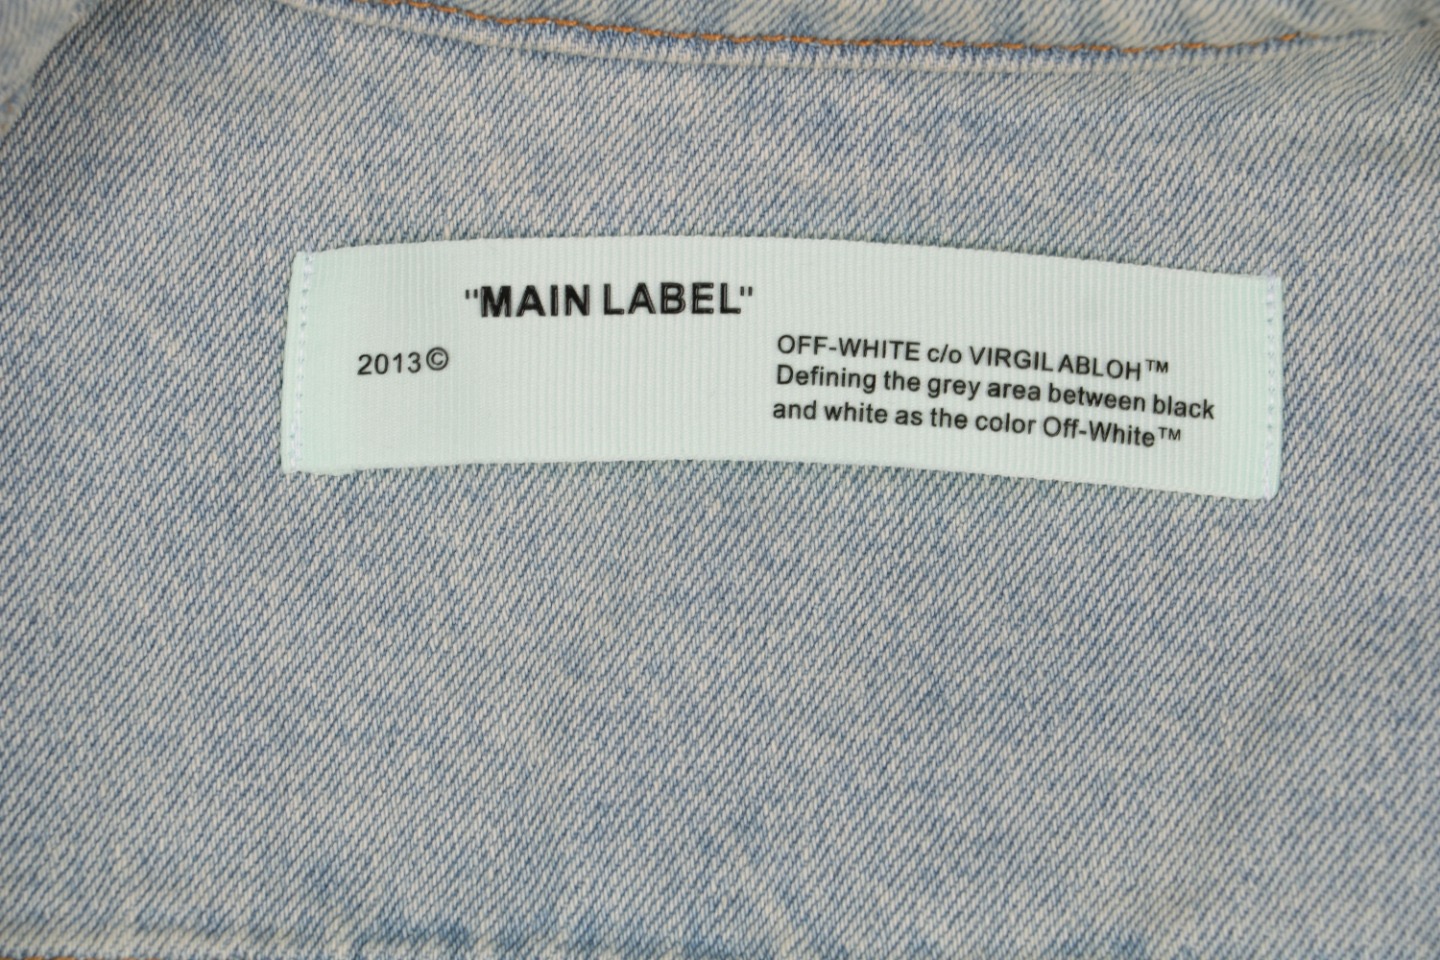 "MAIN LABEL"
2013©
OFF-WHITE c/o VIRGIL ABLOH™
Defining the grey area between black
and white as the color Off-White™